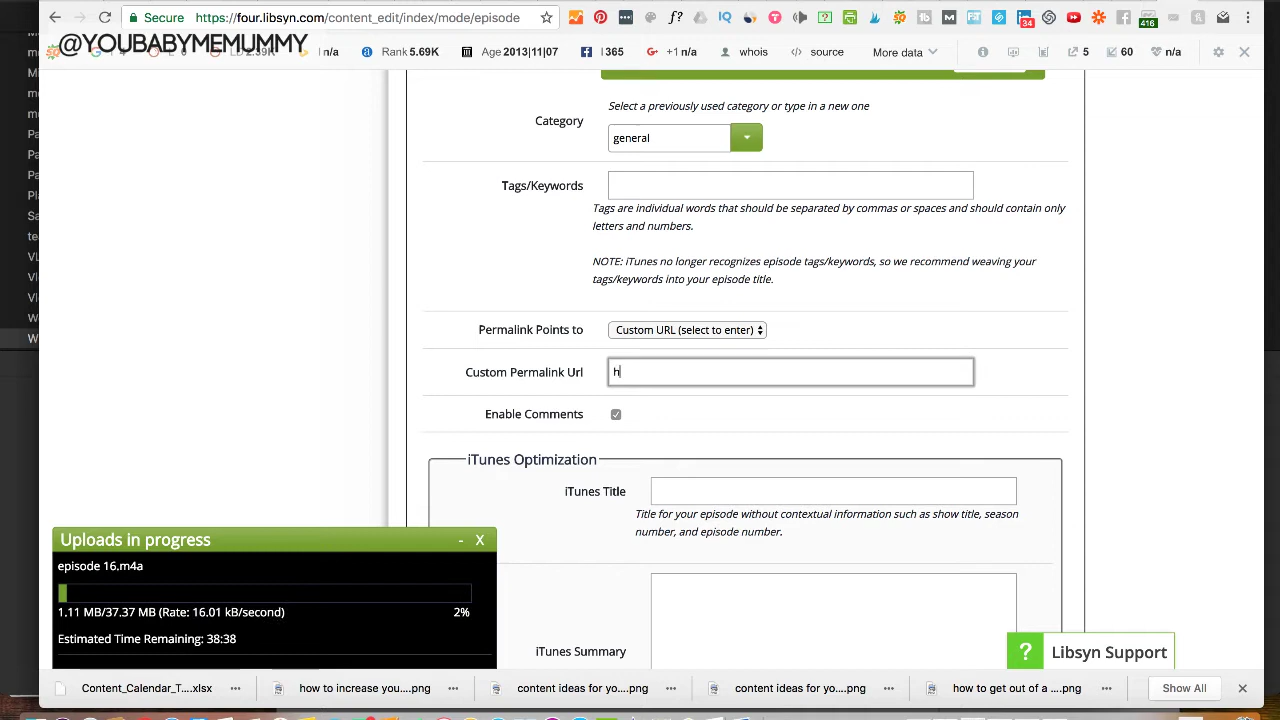 Secure https://four.libsyn.com/content_edit/index/mode/episode
34
416
@YOUBABYMEMUMMY
n/a Rank 5.69K Age 2013|11|07 365 +1 n/a whois source More data 5 60 n/a
Select a previously used category or type in a new one
Category
general
Tags/Keywords
Tags are individual words that should be separated by commas or spaces and should contain only
letters and numbers.
NOTE: iTunes no longer recognizes episode tags/keywords, so we recommend weaving your
tags/keywords into your episode title.
Permalink Points to Custom URL (select to enter)
Custom Permalink Url h
Enable Comments
iTunes Optimization
iTunes Title
Title for your episode without contextual information such as show title, season
number, and episode number.
iTunes Summary
Uploads in progress - X
episode 16.m4a
1.11 MB/37.37 MB (Rate: 16.01 kB/second) 2%
Estimated Time Remaining: 38:38
? Libsyn Support
Content_Calendar_T....xlsx how to increase you....png content ideas for yo....png content ideas for yo....png how to get out of a ....png Show All